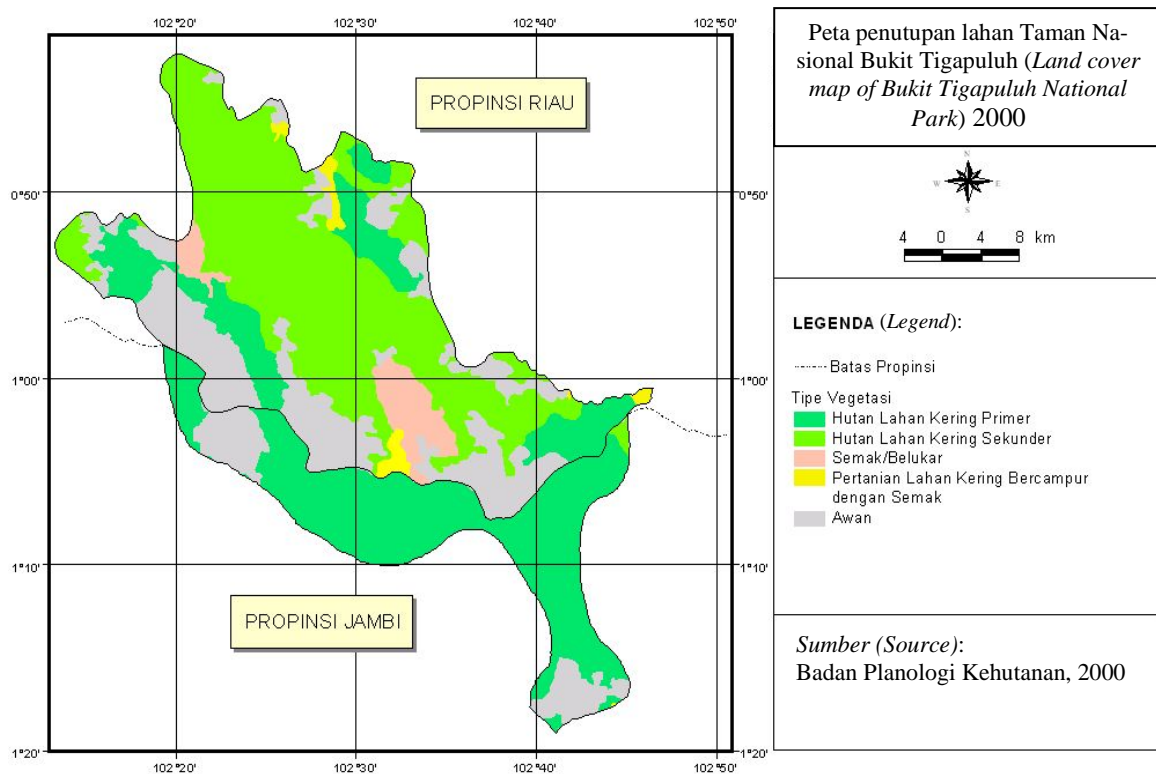 102°20'
102°30'
102°40'
102°50'
PROPINSI RIAU
0°50'
0°50'
1°00'
1°00'
1°10'
1°10'
PROPINSI JAMBI
1°20'
1°20'
102°20'
102°30'
102°40'
102°50'
Peta penutupan lahan Taman Na-
sional Bukit Tigapuluh (Land cover
map of Bukit Tigapuluh National
Park) 2000
N
W E
S
4 0 4 8 km
LEGENDA (Legend):
Batas Propinsi
Tipe Vegetasi
Hutan Lahan Kering Primer
Hutan Lahan Kering Sekunder
Semak/Belukar
Pertanian Lahan Kering Bercampur
dengan Semak
Awan
Sumber (Source):
Badan Planologi Kehutanan, 2000